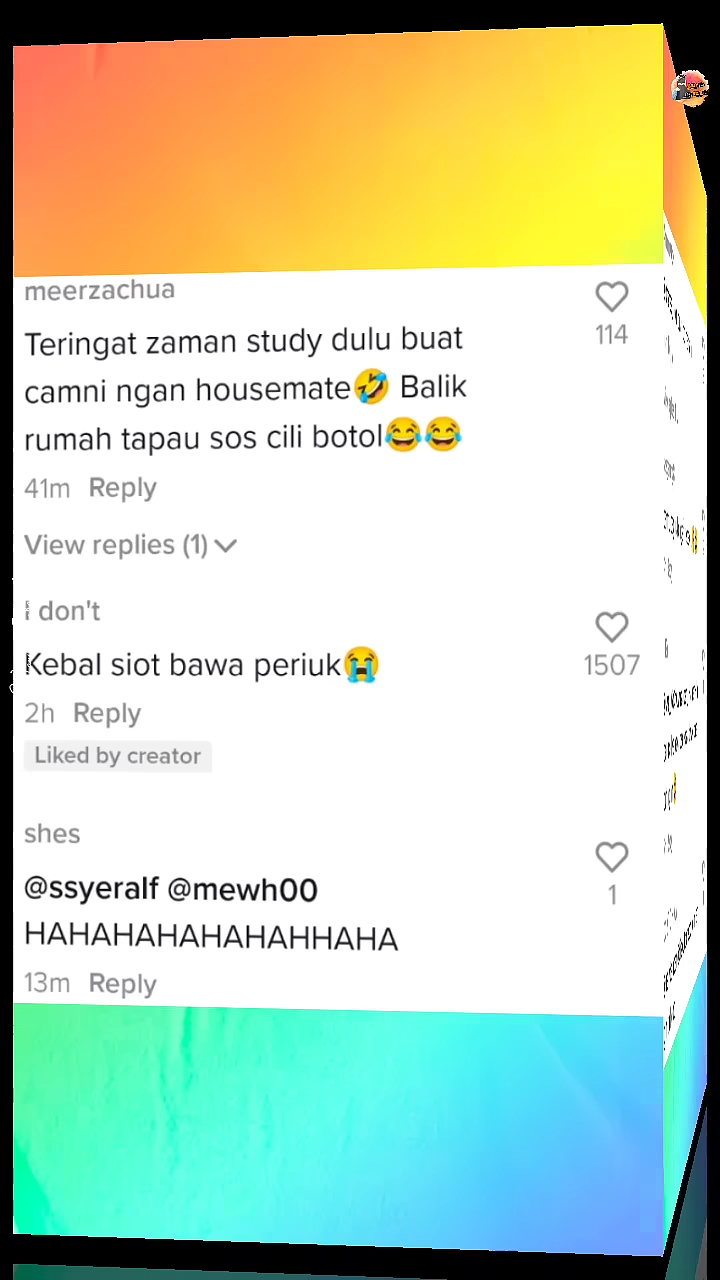 meerzachua
114
Teringat zaman study dulu buat
camni ngan housemate🤣 Balik
rumah tapau sos cili botol😂😂
41m Reply
View replies (1)
i don't
1507
Kebal siot bawa periuk😭
2h Reply
Liked by creator
shes
1
@ssyeralf @mewh00
HAHAHAHAHAHAHHAHA
13m Reply